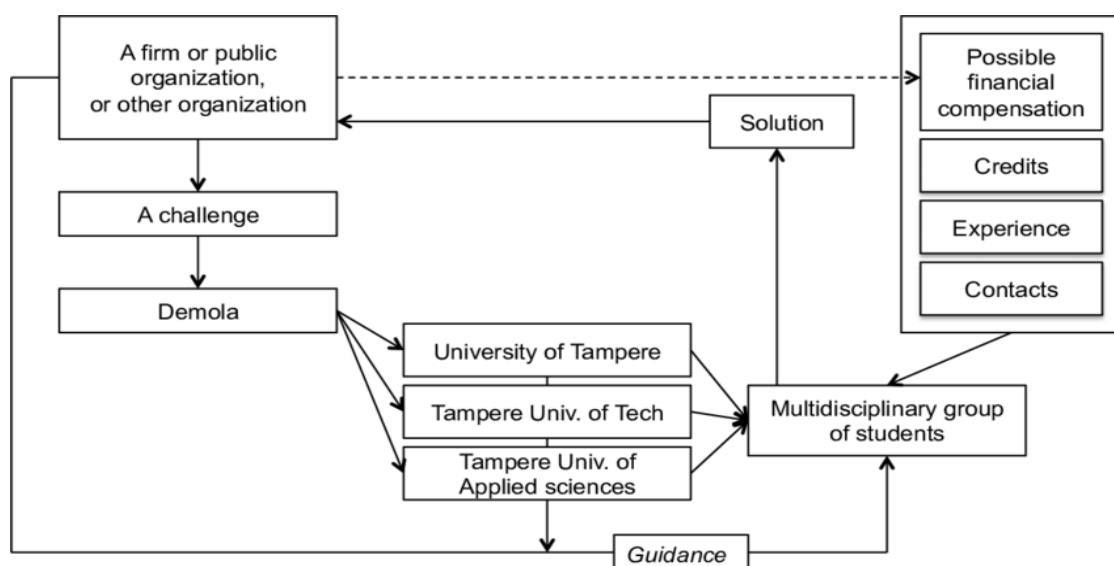 A firm or public
organization,
or other organization
Possible
financial
compensation
Solution
Credits
A challenge
Experience
Contacts
Demola
University of Tampere
Tampere Univ. of Tech
Multidisciplinary group
of students
Tampere Univ. of
Applied sciences
Guidance